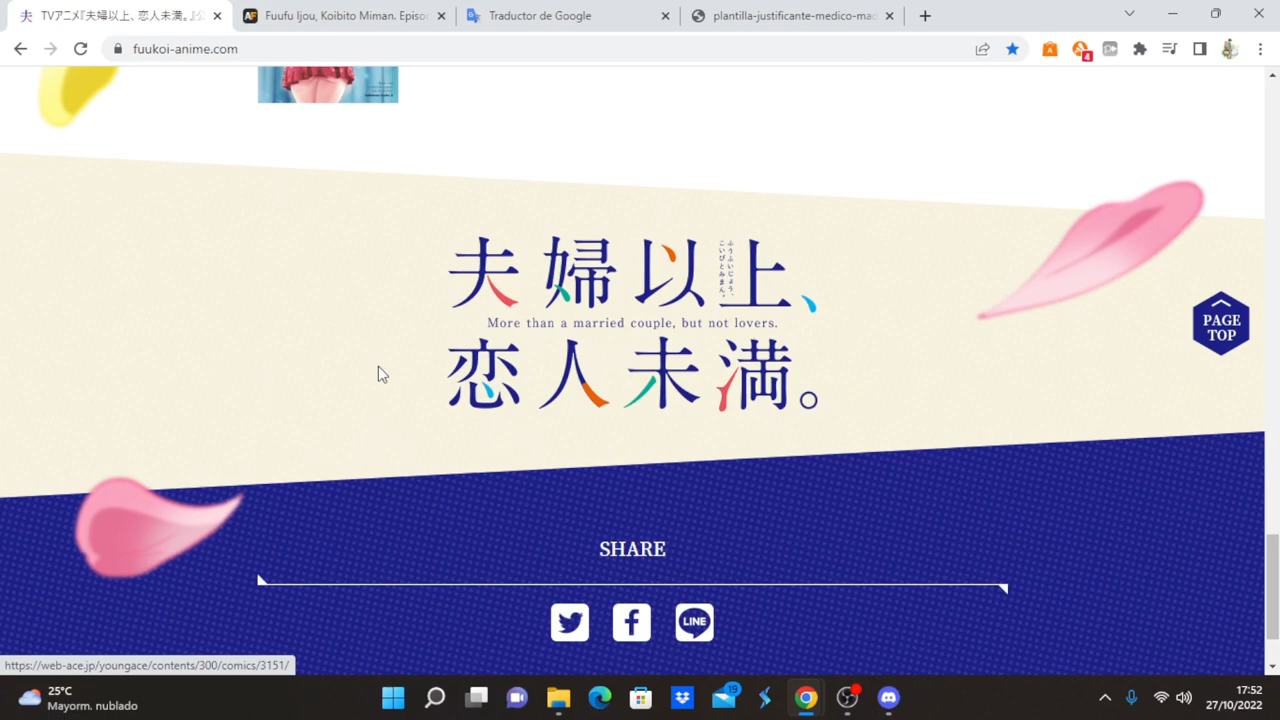 TVアニメ『夫婦以上、恋人未満。』公
Fuufu Ijou, Koibito Miman. Episo
Traductor de Google
plantilla-justificante-medico-mad
fuukoi-anime.com
4
夫婦以上、
ふうふいじょう、
こいびとみまん。
More than a married couple, but not lovers.
恋人未満。
PAGE
TOP
SHARE
LINE
https://web-ace.jp/youngace/contents/300/comics/3151/
25°C
Mayorm. nublado
19
17:52
27/10/2022